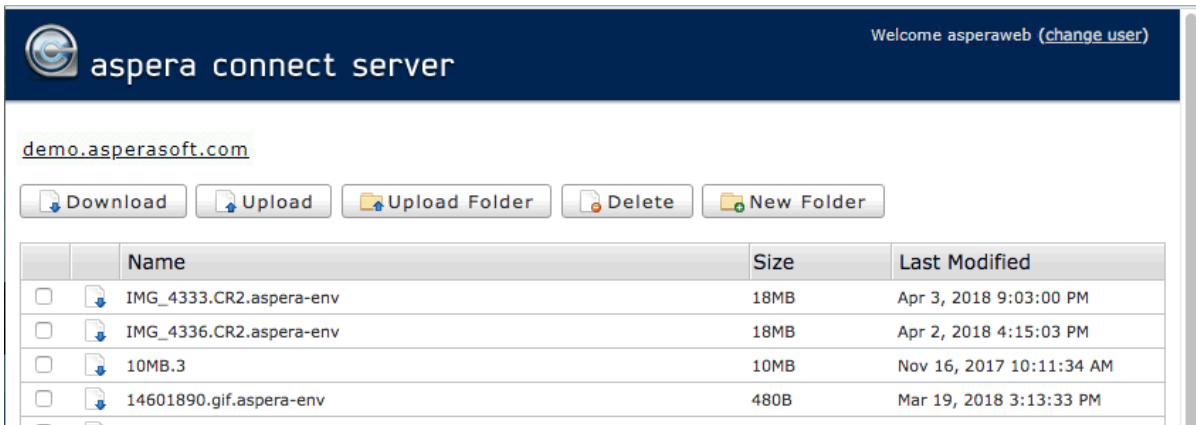 Welcome asperaweb (change user)
aspera connect server
demo.asperasoft.com
Download Upload Upload Folder Delete New Folder
Name Size Last Modified
IMG_4333.CR2.aspera-env 18MB Apr 3, 2018 9:03:00 PM
IMG_4336.CR2.aspera-env 18MB Apr 2, 2018 4:15:03 PM
10MB.3 10MB Nov 16, 2017 10:11:34 AM
14601890.gif.aspera-env 480B Mar 19, 2018 3:13:33 PM